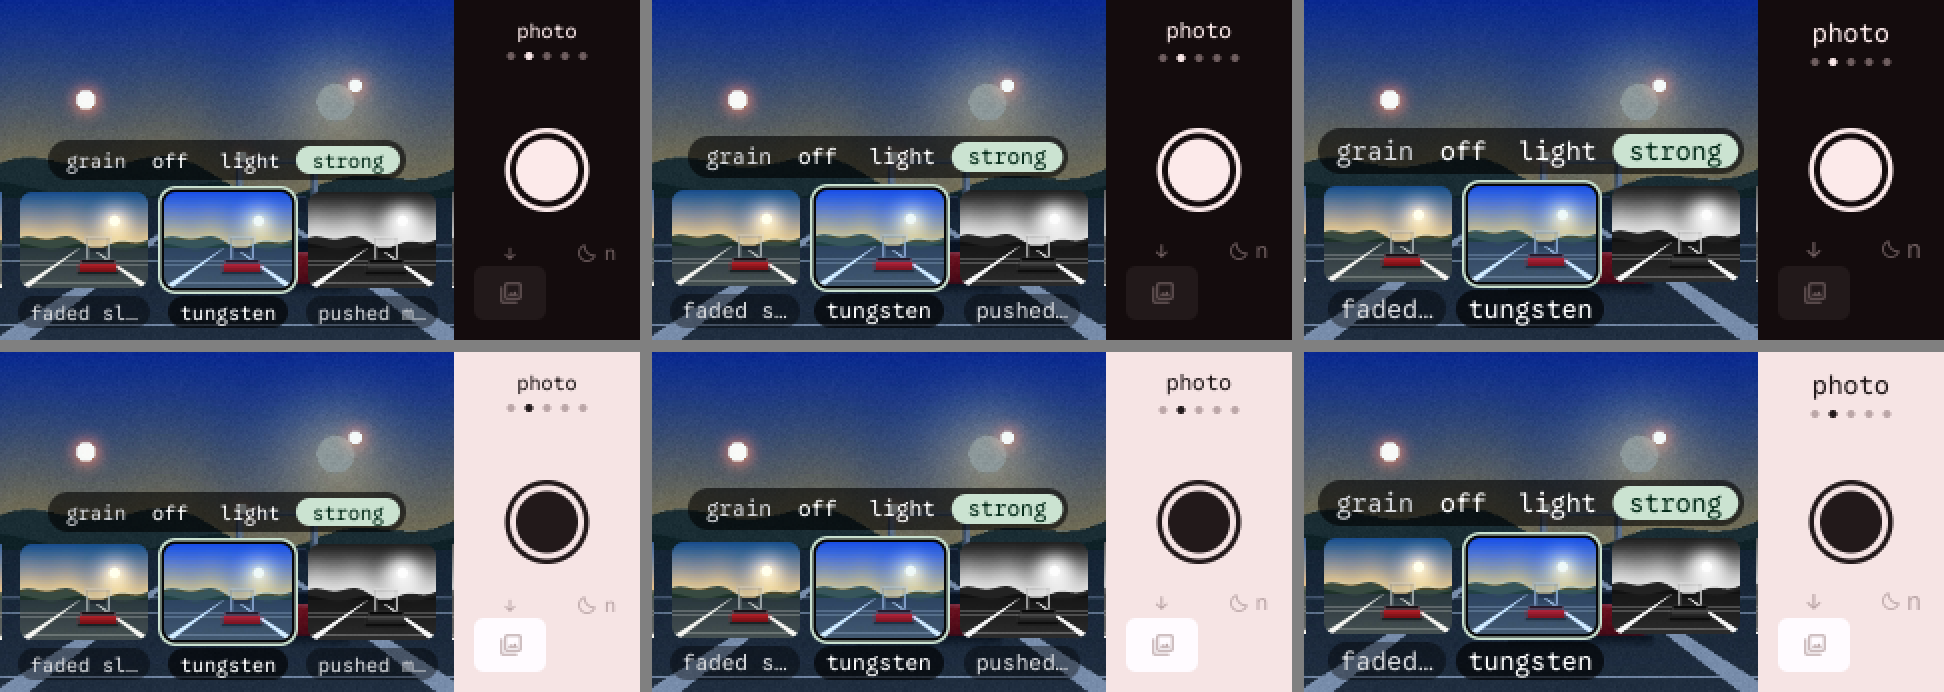 photo
grain off light strong
n
faded sl… tungsten pushed m…
photo
grain off light strong
n
faded s… tungsten pushed…
photo
grain off light strong
n
faded… tungsten
photo
grain off light strong
n
faded sl… tungsten pushed m…
photo
grain off light strong
n
faded s… tungsten pushed…
photo
grain off light strong
n
faded… tungsten